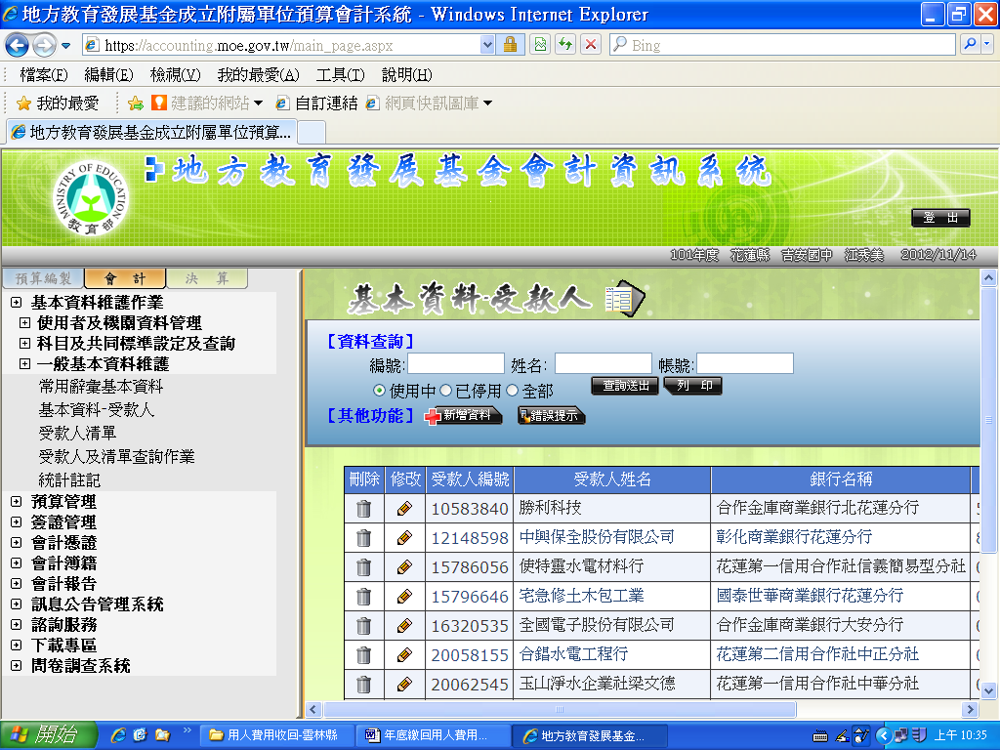 地方教育發展基金成立附屬單位預算會計系統 - Windows Internet Explorer
https://accounting.moe.gov.tw/main_page.aspx
Bing
檔案(F) 編輯(E) 檢視(V) 我的最愛(A) 工具(T) 說明(H)
我的最愛 建議的網站 自訂連結 網頁快訊圖庫
地方教育發展基金成立附屬單位預算...
MINISTRY OF EDUCATION
教育部
地方教育發展基金會計資訊系統
登 出
101年度 花蓮縣 吉安國中 江秀美 2012/11/14
預算編製 會 計 決 算
基本資料維護作業
使用者及機關資料管理
科目及共同標準設定及查詢
一般基本資料維護
常用辭彙基本資料
基本資料-受款人
受款人清單
受款人及清單查詢作業
統計註記
預算管理
簽證管理
會計憑證
會計簿籍
會計報告
訊息公告管理系統
諮詢服務
下載專區
問卷調查系統
基本資料-受款人
【資料查詢】
編號: 姓名: 帳號:
使用中 已停用 全部 查詢送出 列 印
【其他功能】 新增資料 錯誤提示
刪除 修改 受款人編號 受款人姓名 銀行名稱
10583840 勝利科技 合作金庫商業銀行北花蓮分行
12148598 中興保全股份有限公司 彰化商業銀行花蓮分行
15786056 使特靈水電材料行 花蓮第一信用合作社信義簡易型分社
15796646 宅急修土木包工業 國泰世華商業銀行花蓮分行
16320535 全國電子股份有限公司 合作金庫商業銀行大安分行
20058155 合錩水電工程行 花蓮第二信用合作社中正分社
20062545 玉山淨水企業社梁文德 花蓮第一信用合作社中華分社
開始 用人費用收回-雲林縣 年底繳回用人費用... 地方教育發展基金... 上午 10:35